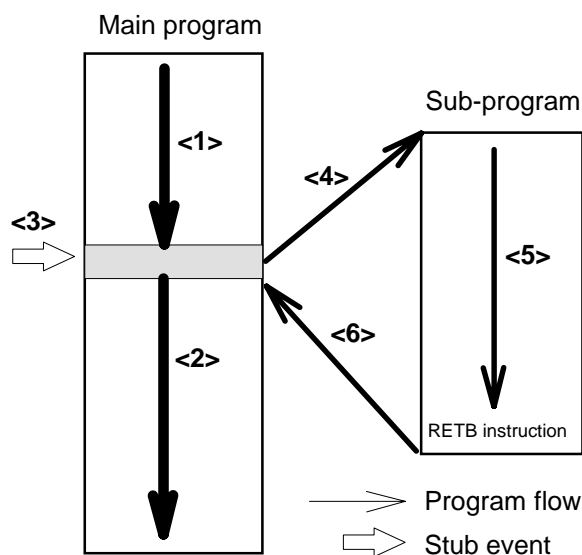 Main program
Sub-program
<1>
<4>
<3>
<5>
<6>
<2>
RETB instruction
Program flow
Stub event